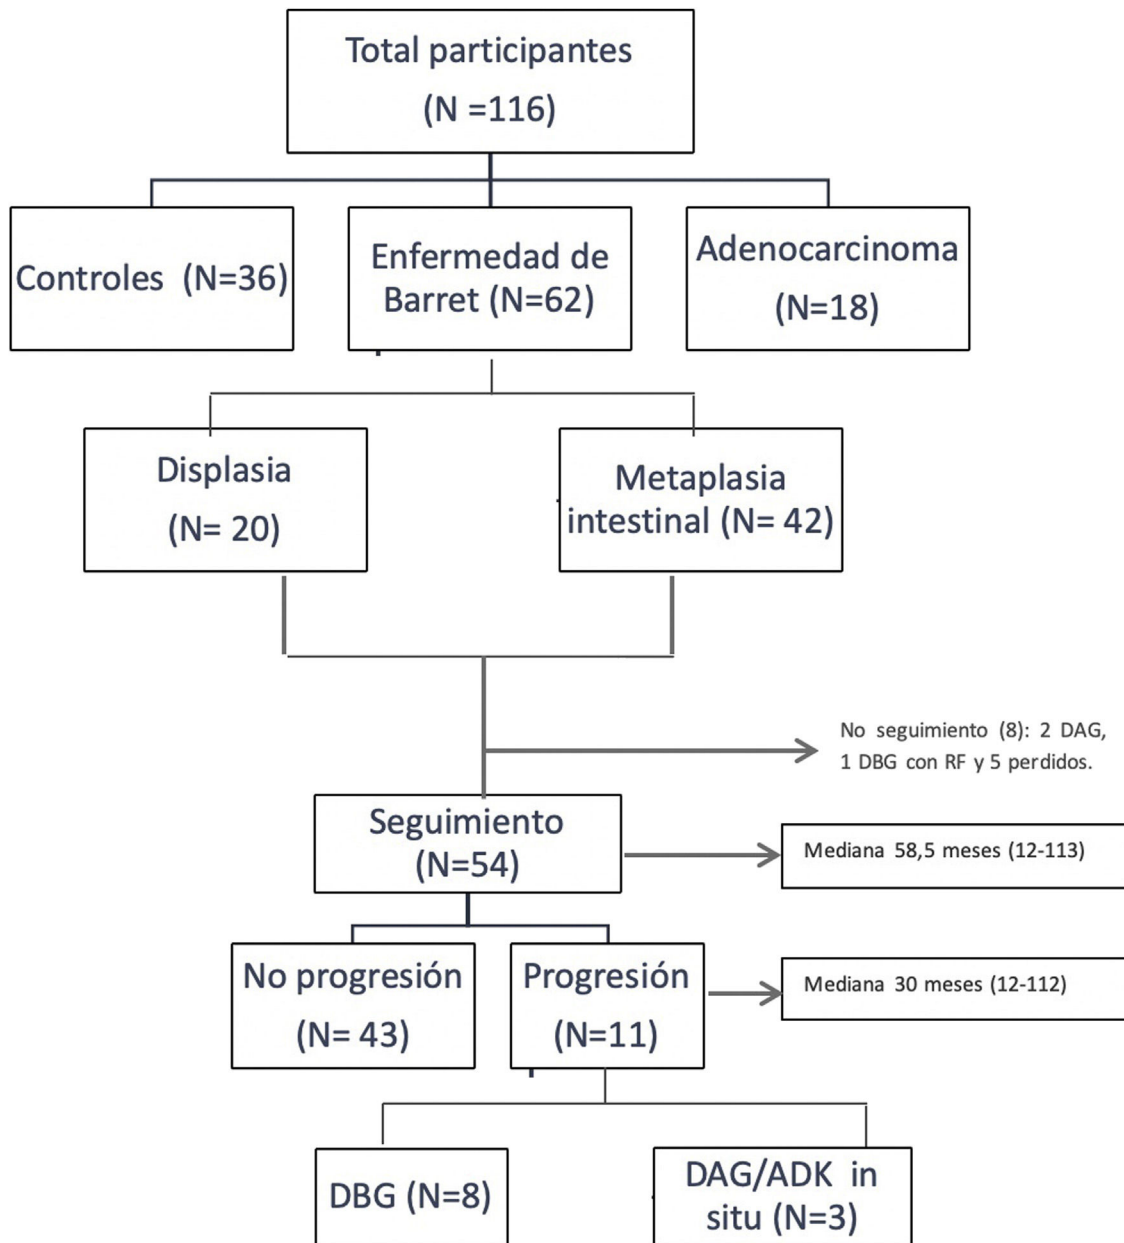 Total participantes
(N =116)
Controles (N=36)
Enfermedad de
Barret (N=62)
Adenocarcinoma
(N=18)
Displasia
(N= 20)
Metaplasia
intestinal (N= 42)
No seguimiento (8): 2 DAG,
1 DBG con RF y 5 perdidos.
Seguimiento
(N=54)
Mediana 58,5 meses (12-113)
No progresión
(N= 43)
Progresión
(N=11)
Mediana 30 meses (12-112)
DBG (N=8)
DAG/ADK in
situ (N=3)